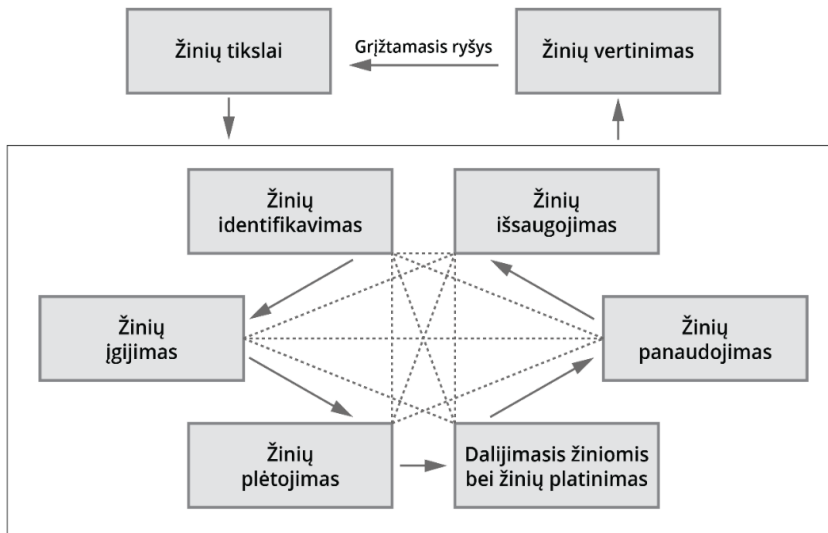 Žinių tikslai
Grįžtamasis ryšys
Žinių vertinimas
Žinių
identifikavimas
Žinių
išsaugojimas
Žinių
įgijimas
Žinių
panaudojimas
Žinių
plėtojimas
Dalijimasis žiniomis
bei žinių platinimas